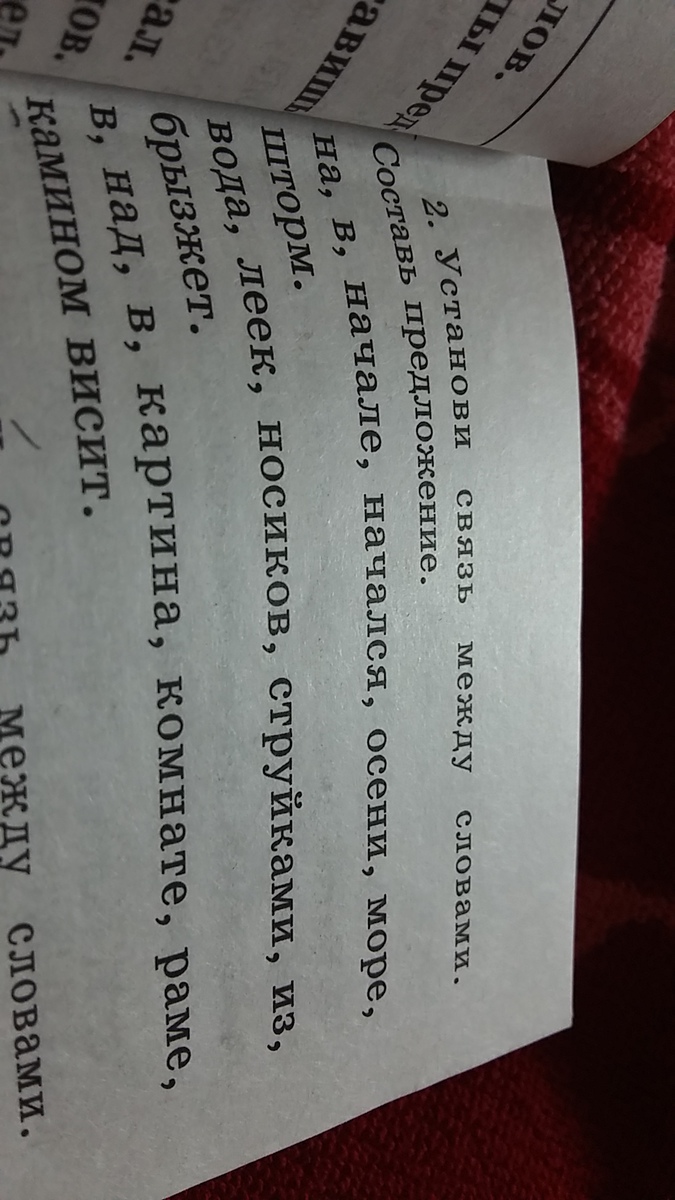 2. Установи связь между словами.
Составь предложение.
на, в, начале, начался, осени, море,
шторм.
вода, леек, носиков, струйками, из,
брызжет.
в, над, в, картина, комнате, раме,
камином висит.
связь между словами.